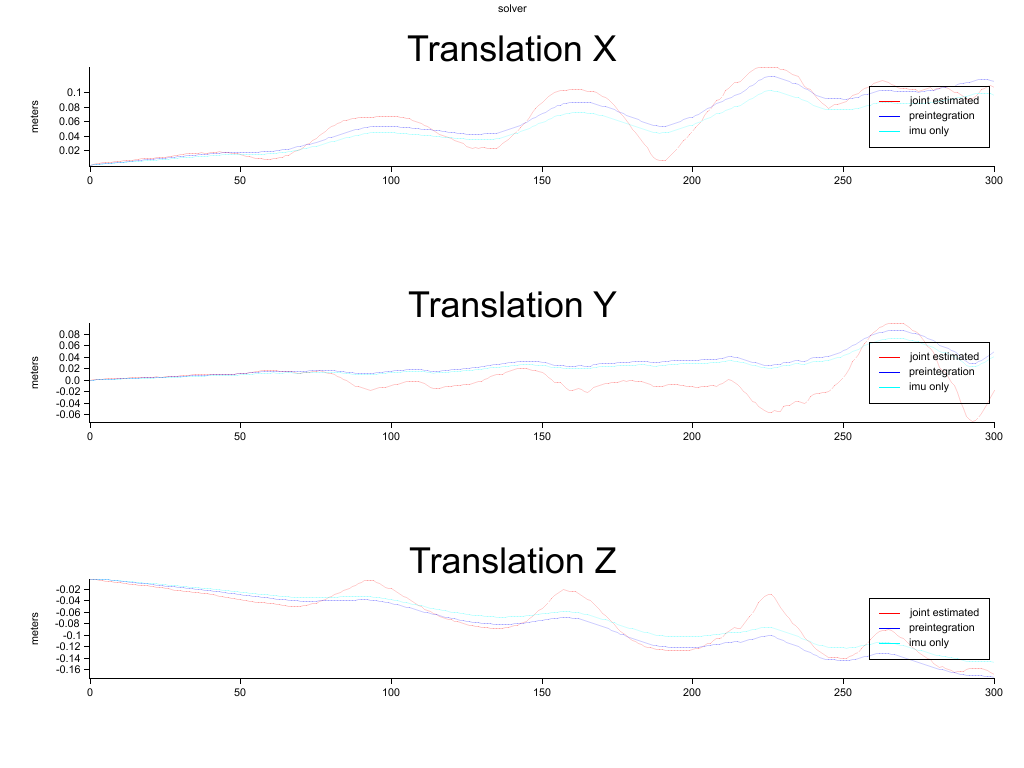 solver
Translation X
meters
0.1
0.08
0.06
0.04
0.02
joint estimated
preintegration
imu only
0 50 100 150 200 250 300
Translation Y
meters
0.08
0.06
0.04
0.02
0.0
-0.02
-0.04
-0.06
joint estimated
preintegration
imu only
0 50 100 150 200 250 300
Translation Z
meters
-0.02
-0.04
-0.06
-0.08
-0.1
-0.12
-0.14
-0.16
joint estimated
preintegration
imu only
0 50 100 150 200 250 300